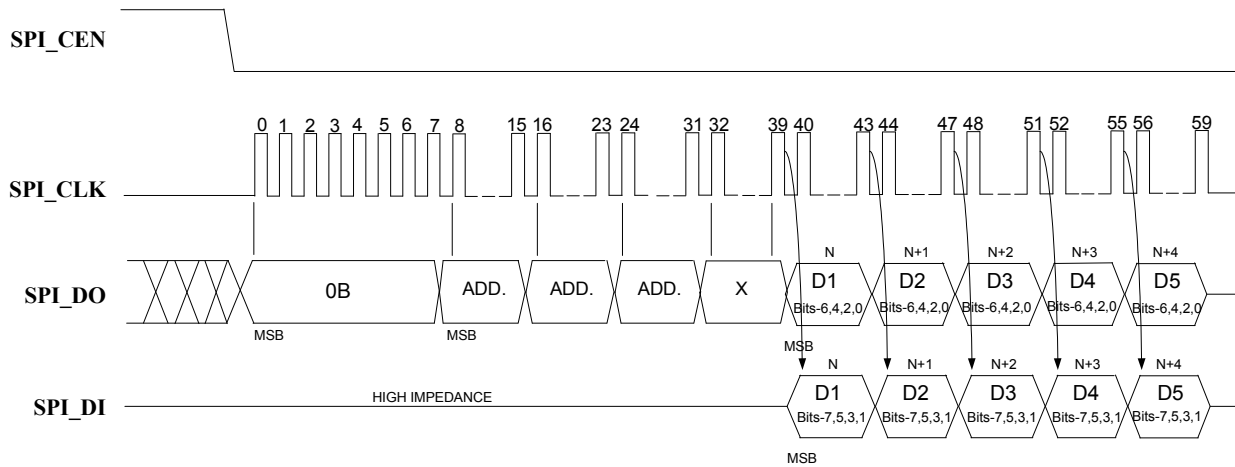 SPI_CEN
0 1 2 3 4 5 6 7 8 15 16 23 24 31 32 39 40 43 44 47 48 51 52 55 56 59
SPI_CLK
N N+1 N+2 N+3 N+4
SPI_DO 0B ADD. ADD. ADD. X D1 D2 D3 D4 D5
Bits-6,4,2,0 Bits-6,4,2,0 Bits-6,4,2,0 Bits-6,4,2,0 Bits-6,4,2,0
MSB MSB MSB
N N+1 N+2 N+3 N+4
SPI_DI HIGH IMPEDANCE D1 D2 D3 D4 D5
Bits-7,5,3,1 Bits-7,5,3,1 Bits-7,5,3,1 Bits-7,5,3,1 Bits-7,5,3,1
MSB